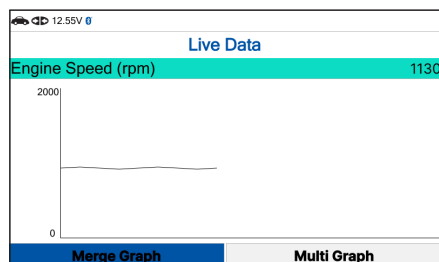 12.55V
Live Data
Engine Speed (rpm) 1130
2000
0
Merge Graph Multi Graph